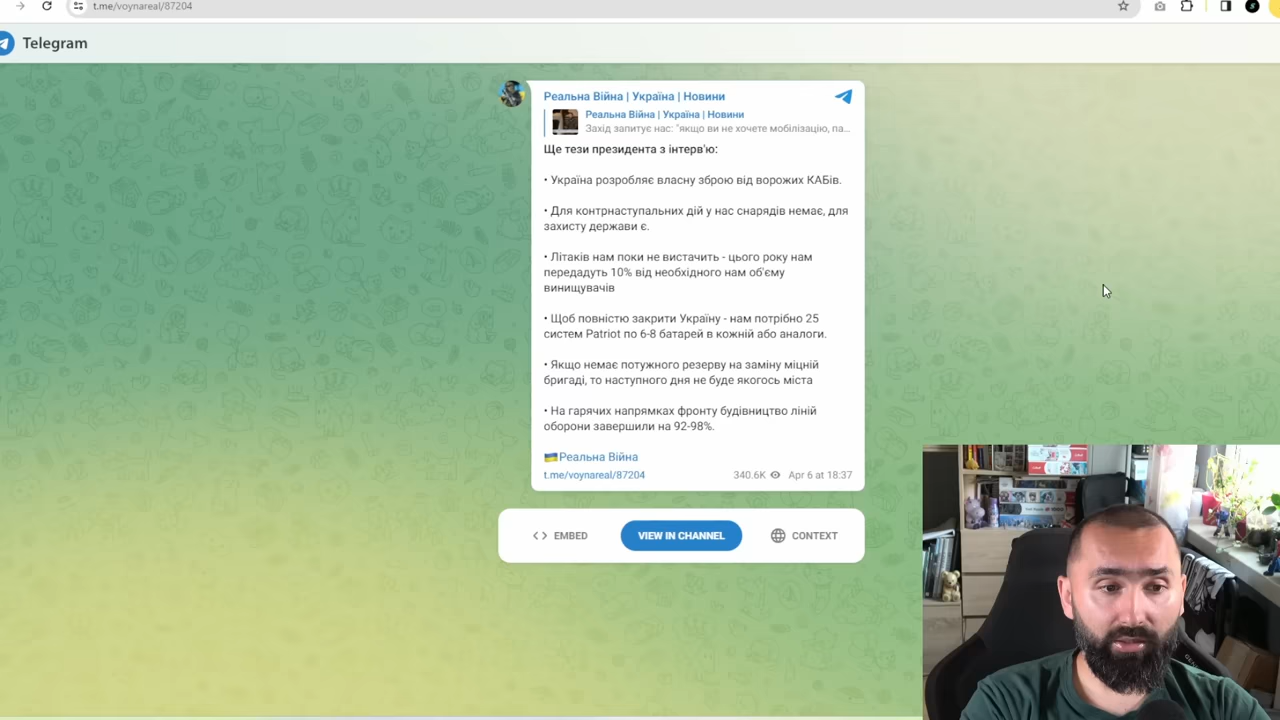 t.me/voynareal/87204
Telegram
Реальна Війна | Україна | Новини
Реальна Війна | Україна | Новини
Захід запитує нас: "якщо ви не хочете мобілізацію, па...
Ще тези президента з інтерв'ю:
• Україна розробляє власну зброю від ворожих КАБів.
• Для контрнаступальних дій у нас снарядів немає, для
захисту держави є.
• Літаків нам поки не вистачить - цього року нам
передадуть 10% від необхідного нам об'єму
винищувачів
• Щоб повністю закрити Україну - нам потрібно 25
систем Patriot по 6-8 батарей в кожній або аналоги.
• Якщо немає потужного резерву на заміну міцній
бригаді, то наступного дня не буде якогось міста
• На гарячих напрямках фронту будівництво ліній
оборони завершили на 92-98%.
🇺🇦Реальна Війна
t.me/voynareal/87204 340.6K Apr 6 at 18:37
EMBED VIEW IN CHANNEL CONTEXT